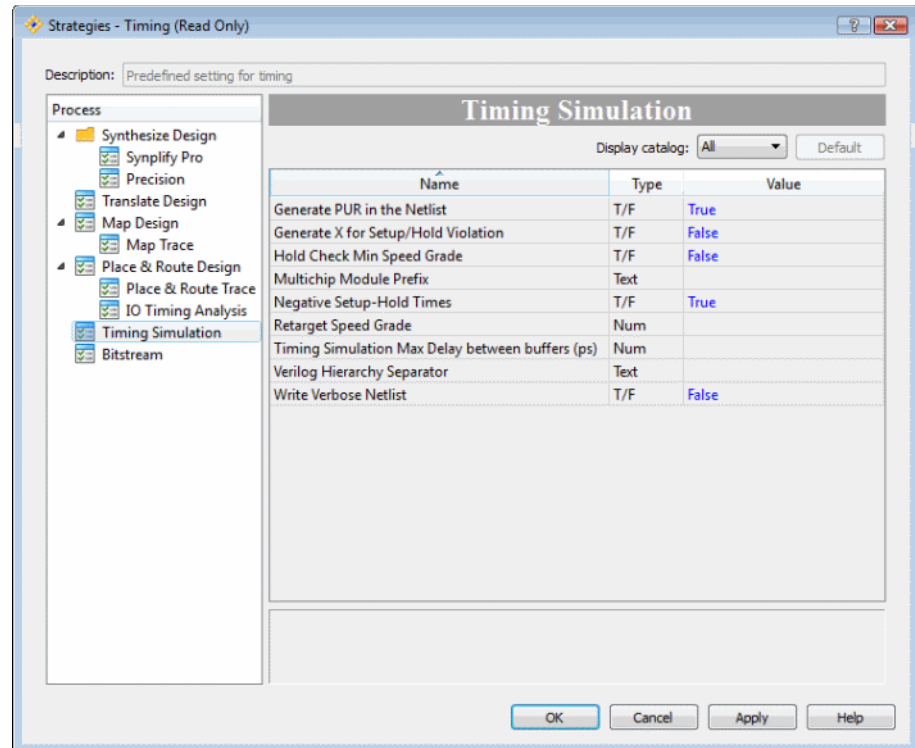 Strategies - Timing (Read Only)
Description: Predefined setting for timing
Process
Synthesize Design
Synplify Pro
Precision
Translate Design
Map Design
Map Trace
Place & Route Design
Place & Route Trace
IO Timing Analysis
Timing Simulation
Bitstream
Timing Simulation
Display catalog: All Default
Name Type Value
Generate PUR in the Netlist T/F True
Generate X for Setup/Hold Violation T/F False
Hold Check Min Speed Grade T/F False
Multichip Module Prefix Text
Negative Setup-Hold Times T/F True
Retarget Speed Grade Num
Timing Simulation Max Delay between buffers (ps) Num
Verilog Hierarchy Separator Text
Write Verbose Netlist T/F False
OK Cancel Apply Help